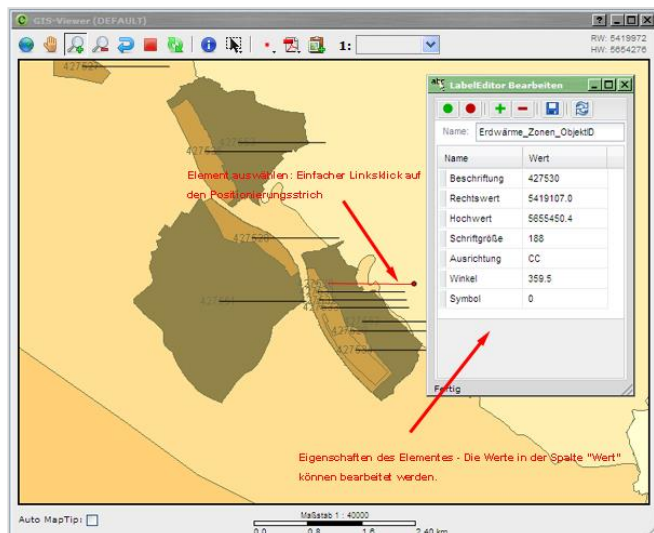 GIS-Viewer (DEFAULT)
1:
RW: 5419972
HW: 5654276
LabelEditor Bearbeiten
Name: Erdwärme_Zonen_ObjektID
Name Wert
Beschriftung 427530
Rechtswert 5419107.0
Hochwert 5655450.4
Schriftgröße 188
Ausrichtung CC
Winkel 359.5
Symbol 0
Fertig
427527
Element auswählen: Einfacher Linksklick auf
den Positionierungsstrich
Eigenschaften des Elementes - Die Werte in der Spalte "Wert"
können bearbeitet werden.
Auto MapTip:
Maßstab 1 : 40000
0.0 0.8 1.6 2.40 km